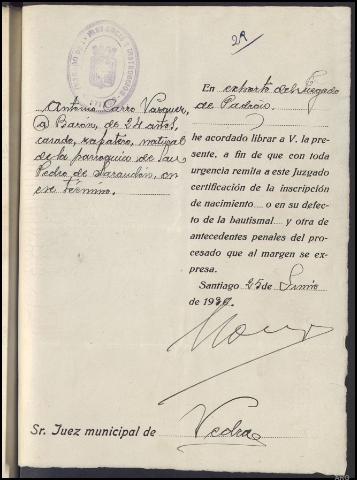 29
Antonio Carro Vazquez,
a) Barón, de 24 años,
casado, zapatero, natural
de la parroquia de San
Pedro de Sarandón, en
ese término.
En exhorto del Juzgado
de Padrón
he acordado librar a V. la pre-
sente, a fin de que con toda
urgencia remita a este Juzgado
certificación de la inscripción
de nacimiento.... o en su defec-
to de la bautismal.... y otra de
antecedentes penales del pro-
cesado que al margen se ex-
presa.
Santiago 25 de Junio
de 1930.
Sr. Juez municipal de Vedra